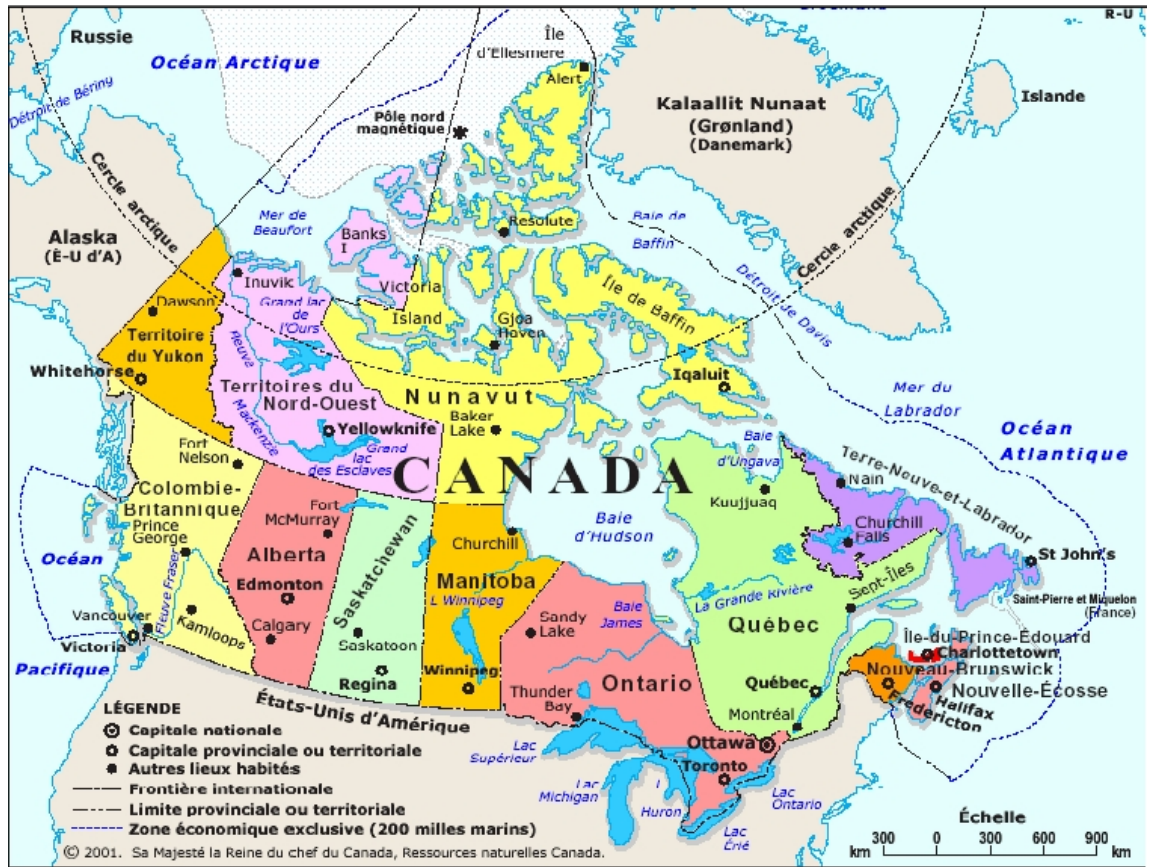 R-U
Russie
Océan Arctique
Île
d'Ellesmere
Alert
Détroit de Béring
Pôle nord
magnétique
Kalaallit Nunaat
(Grønland)
(Danemark)
Islande
Cercle arctique
Cercle arctique
Mer de
Beaufort
Banks
I
Resolute
Baie de
Baffin
Alaska
(É-U d'A)
Inuvik
Victoria
Island
Île de Baffin
Détroit de Davis
Dawson
Grand lac
de
l'Ours
Gjoa
Haven
Territoire
du Yukon
Whitehorse
Fleuve
Mackenzie
Territoires du
Nord-Ouest
Nunavut
Iqaluit
Mer du
Labrador
Yellowknife
Baker
Lake
Grand
lac
des Esclaves
Océan
Atlantique
Fort
Nelson
CANADA
Baie
d'Ungava
Terre-Neuve-et-Labrador
Nain
Kuujjuaq
Colombie-
Britannique
Fort
McMurray
Baie
d'Hudson
Churchill
Falls
Prince
George
Alberta
Saskatchewan
Churchill
St John's
Océan
Edmonton
Manitoba
L Winnipeg
Sept-Îles
La Grande Rivière
Saint-Pierre et Miquelon
(France)
Fleuve Fraser
Vancouver
Kamloops
Calgary
Saskatoon
Sandy
Lake
Baie
James
Québec
Île-du-Prince-Édouard
Charlottetown
Victoria
Pacifique
Regina
Winnipeg
Ontario
Nouveau-Brunswick
Nouvelle-Écosse
Halifax
Fredericton
Québec
Thunder
Bay
Montréal
États-Unis d'Amérique
Ottawa
Toronto
Lac
Supérieur
Lac
Michigan
L
Huron
Lac
Ontario
Lac
Érié
LÉGENDE
Capitale nationale
Capitale provinciale ou territoriale
Autres lieux habités
Frontière internationale
Limite provinciale ou territoriale
Zone économique exclusive (200 milles marins)
© 2001. Sa Majesté la Reine du chef du Canada, Ressources naturelles Canada.
Échelle
300 0 300 600 900
km km